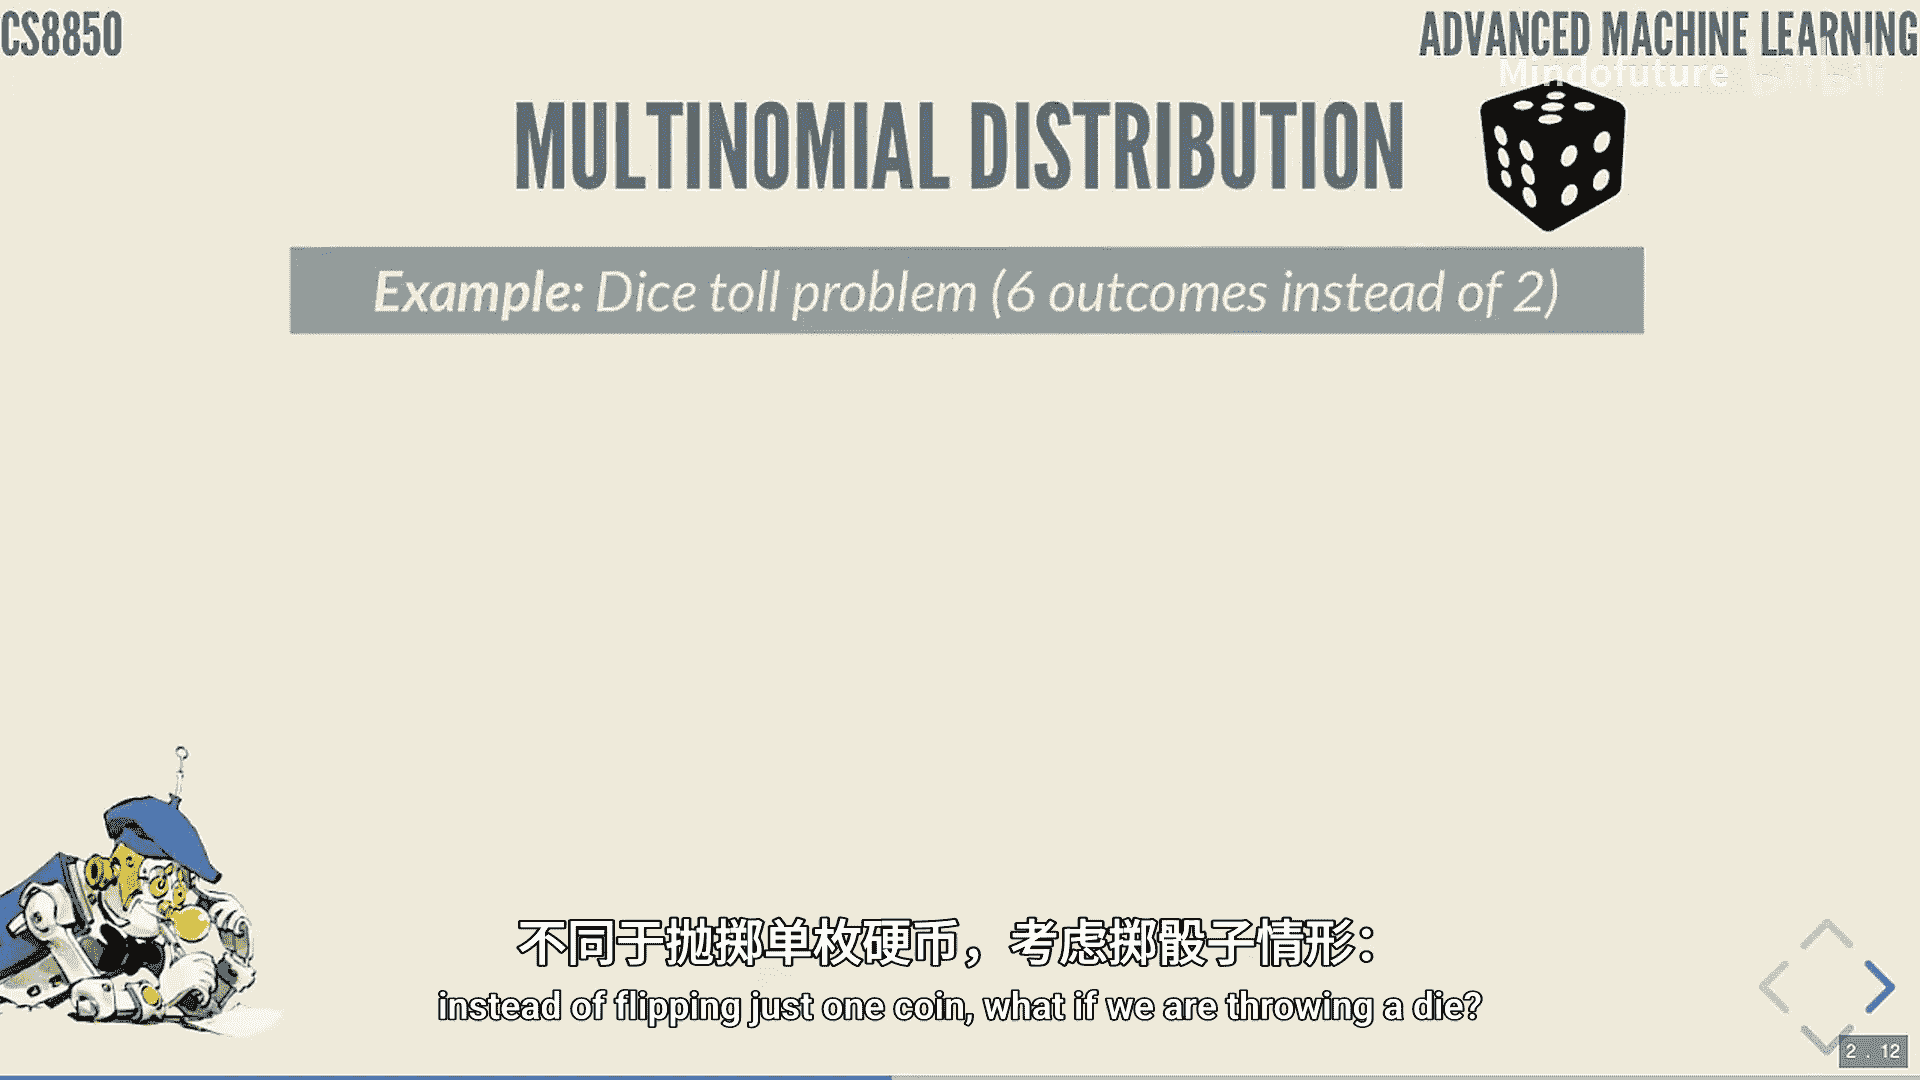 CS8850
ADVANCED MACHINE LEARNING
Mindofuture
MULTINOMIAL DISTRIBUTION
Example: Dice toll problem (6 outcomes instead of 2)
不同于抛掷单枚硬币，考虑掷骰子情形：
instead of flipping just one coin, what if we are throwing a die?
2 . 12